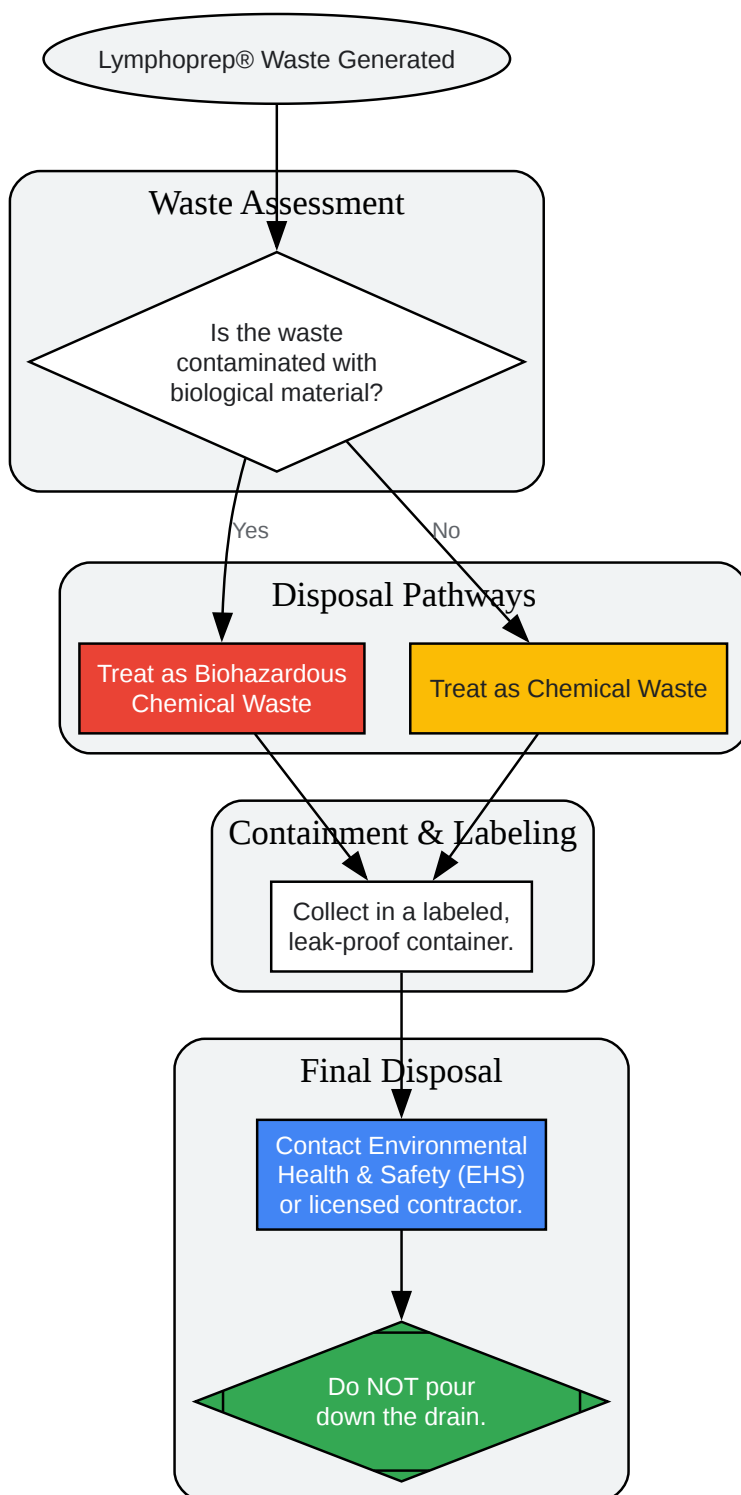 Lymphoprep® Waste Generated
Waste Assessment
Is the waste
contaminated with
biological material?
Yes
No
Disposal Pathways
Treat as Biohazardous
Chemical Waste
Treat as Chemical Waste
Containment & Labeling
Collect in a labeled,
leak-proof container.
Final Disposal
Contact Environmental
Health & Safety (EHS)
or licensed contractor.
Do NOT pour
down the drain.